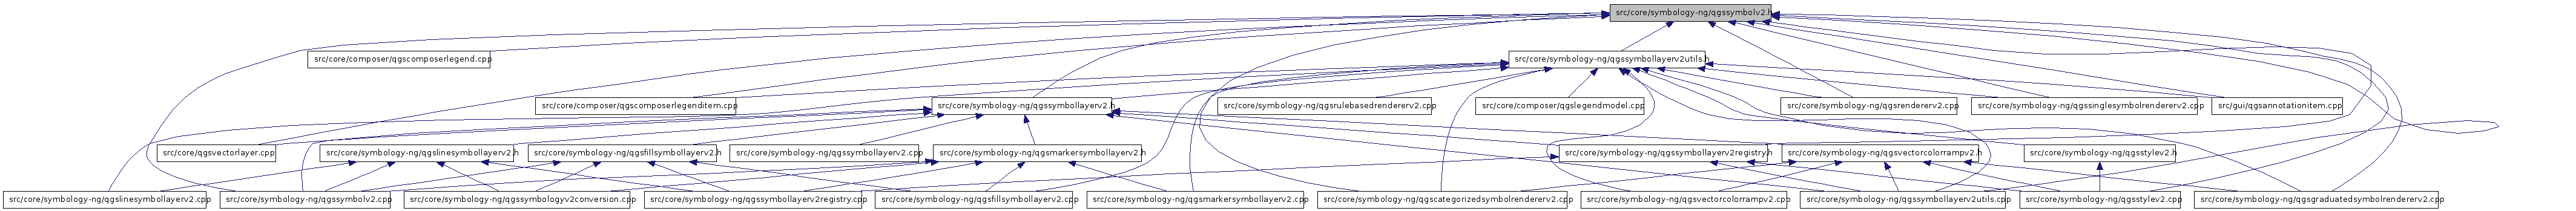 src/core/symbology-ng/qgssymbolv2.h
src/core/composer/qgscomposerlegend.cpp
src/core/symbology-ng/qgssymbollayerv2utils.h
src/core/composer/qgscomposerlegenditem.cpp
src/core/symbology-ng/qgssymbollayerv2.h
src/core/symbology-ng/qgsrulebasedrendererv2.cpp
src/core/composer/qgslegendmodel.cpp
src/core/symbology-ng/qgsrendererv2.cpp
src/core/symbology-ng/qgssinglesymbolrendererv2.cpp
src/gui/qgsannotationitem.cpp
src/core/qgsvectorlayer.cpp
src/core/symbology-ng/qgslinesymbollayerv2.h
src/core/symbology-ng/qgsfillsymbollayerv2.h
src/core/symbology-ng/qgssymbollayerv2.cpp
src/core/symbology-ng/qgsmarkersymbollayerv2.h
src/core/symbology-ng/qgssymbollayerv2registry.h
src/core/symbology-ng/qgsvectorcolorrampv2.h
src/core/symbology-ng/qgsstylev2.h
src/core/symbology-ng/qgslinesymbollayerv2.cpp
src/core/symbology-ng/qgssymbolv2.cpp
src/core/symbology-ng/qgssymbologyv2conversion.cpp
src/core/symbology-ng/qgssymbollayerv2registry.cpp
src/core/symbology-ng/qgsfillsymbollayerv2.cpp
src/core/symbology-ng/qgsmarkersymbollayerv2.cpp
src/core/symbology-ng/qgscategorizedsymbolrendererv2.cpp
src/core/symbology-ng/qgsvectorcolorrampv2.cpp
src/core/symbology-ng/qgssymbollayerv2utils.cpp
src/core/symbology-ng/qgsstylev2.cpp
src/core/symbology-ng/qgsgraduatedsymbolrendererv2.cpp